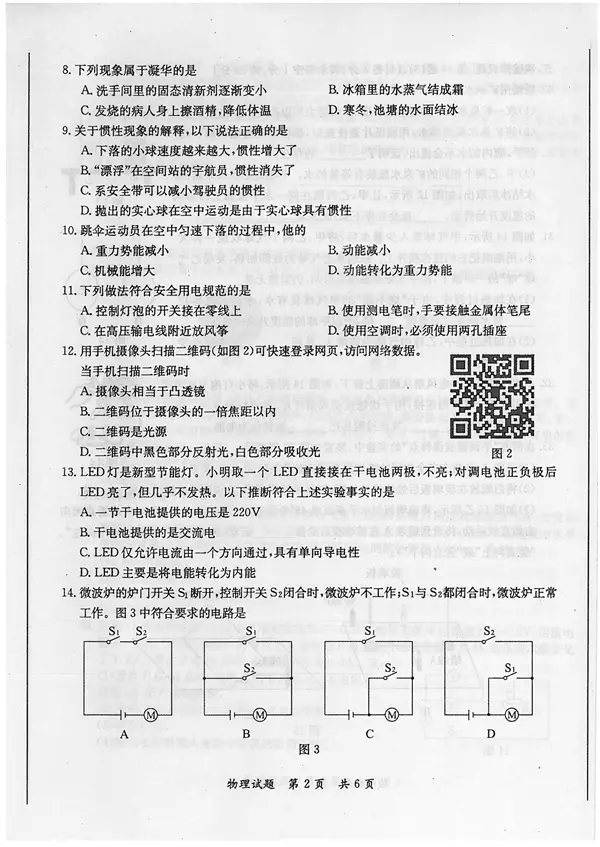 8.下列现象属于凝华的是
A.洗手间里的固态清新剂逐渐变小 B.冰箱里的水蒸气结成霜
C.发烧的病人身上擦酒精,降低体温 D.寒冬,池塘的水面结冰
9.关于惯性现象的解释,以下说法正确的是
A.下落的小球速度越来越大,惯性增大了
B.“漂浮”在空间站的宇航员,惯性消失了
C.系安全带可以减小驾驶员的惯性
D.抛出的实心球在空中运动是由于实心球具有惯性
10.跳伞运动员在空中匀速下落的过程中,他的
A.重力势能减小 B.动能减小
C.机械能增大 D.动能转化为重力势能
11.下列做法符合安全用电规范的是
A.控制灯泡的开关接在零线上 B.使用测电笔时,手要接触金属体笔尾
C.在高压输电线附近放风筝 D.使用空调时,必须使用两孔插座
12.用手机摄像头扫描二维码(如图2)可快速登录网页,访问网络数据。
当手机扫描二维码时
A.摄像头相当于凸透镜
B.二维码位于摄像头的一倍焦距以内
C.二维码是光源
D.二维码中黑色部分反射光,白色部分吸收光
图2
13.LED灯是新型节能灯。小明取一个LED直接接在干电池两极,不亮;对调电池正负极后
LED亮了,但几乎不发热。以下推断符合上述实验事实的是
A.一节干电池提供的电压是220V
B.干电池提供的是交流电
C.LED仅允许电流由一个方向通过,具有单向导电性
D.LED主要是将电能转化为内能
14.微波炉的炉门开关S₁断开,控制开关S₂闭合时,微波炉不工作;S₁与S₂都闭合时,微波炉正常
工作。图3中符合要求的电路是
S₁ S₂ S₁ S₁ S₂
S₂ S₂ S₁
M M M M
A B C D
图3
物理试题 第2页 共6页